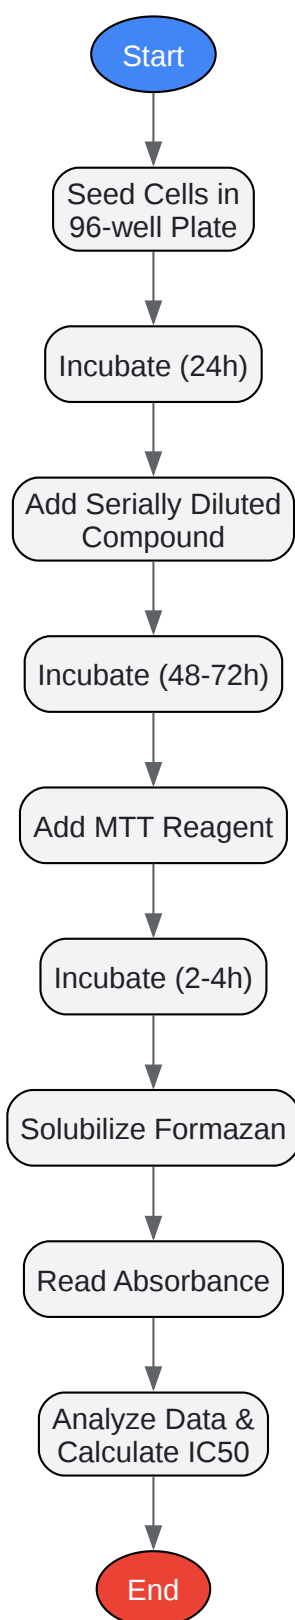 Start
Seed Cells in
96-well Plate
Incubate (24h)
Add Serially Diluted
Compound
Incubate (48-72h)
Add MTT Reagent
Incubate (2-4h)
Solubilize Formazan
Read Absorbance
Analyze Data &
Calculate IC50
End